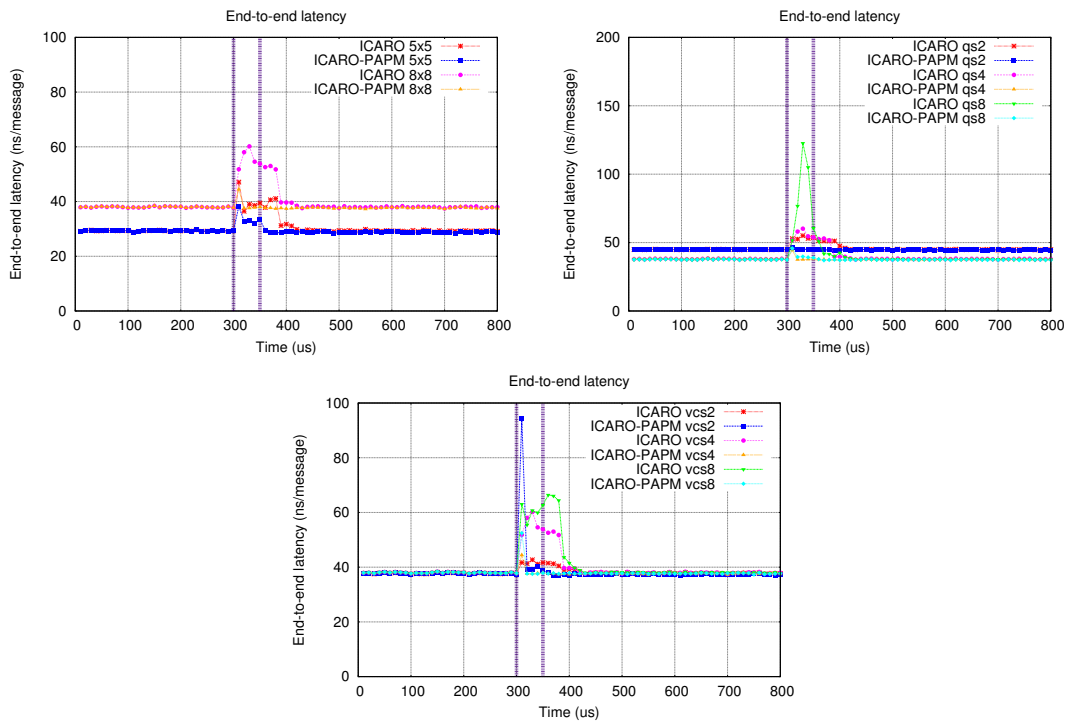 End-to-end latency
End-to-end latency (ns/message)
100
80
60
40
20
0
0 100 200 300 400 500 600 700 800
Time (us)
ICARO 5x5
ICARO-PAPM 5x5
ICARO 8x8
ICARO-PAPM 8x8
End-to-end latency
End-to-end latency (ns/message)
200
150
100
50
0
0 100 200 300 400 500 600 700 800
Time (us)
ICARO qs2
ICARO-PAPM qs2
ICARO qs4
ICARO-PAPM qs4
ICARO qs8
ICARO-PAPM qs8
End-to-end latency
End-to-end latency (ns/message)
100
80
60
40
20
0
0 100 200 300 400 500 600 700 800
Time (us)
ICARO vcs2
ICARO-PAPM vcs2
ICARO vcs4
ICARO-PAPM vcs4
ICARO vcs8
ICARO-PAPM vcs8